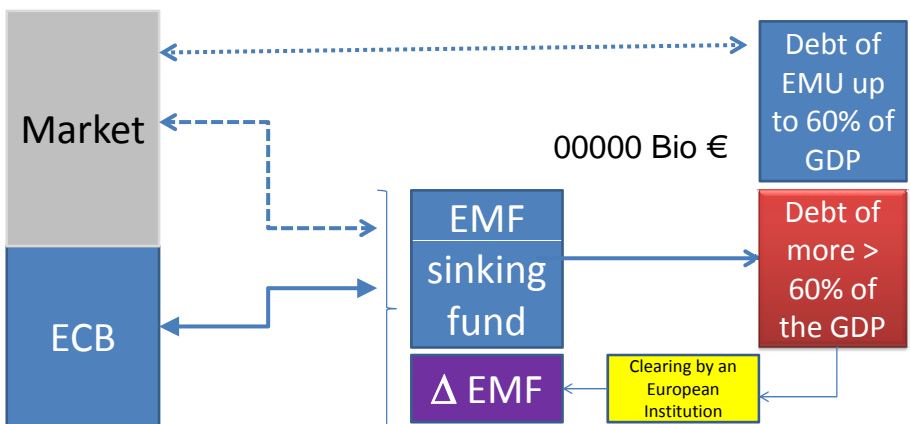 Market
ECB
00000 Bio €
EMF
sinking
fund
Δ EMF
Clearing by an
European
Institution
Debt of
EMU up
to 60% of
GDP
Debt of
more >
60% of
the GDP